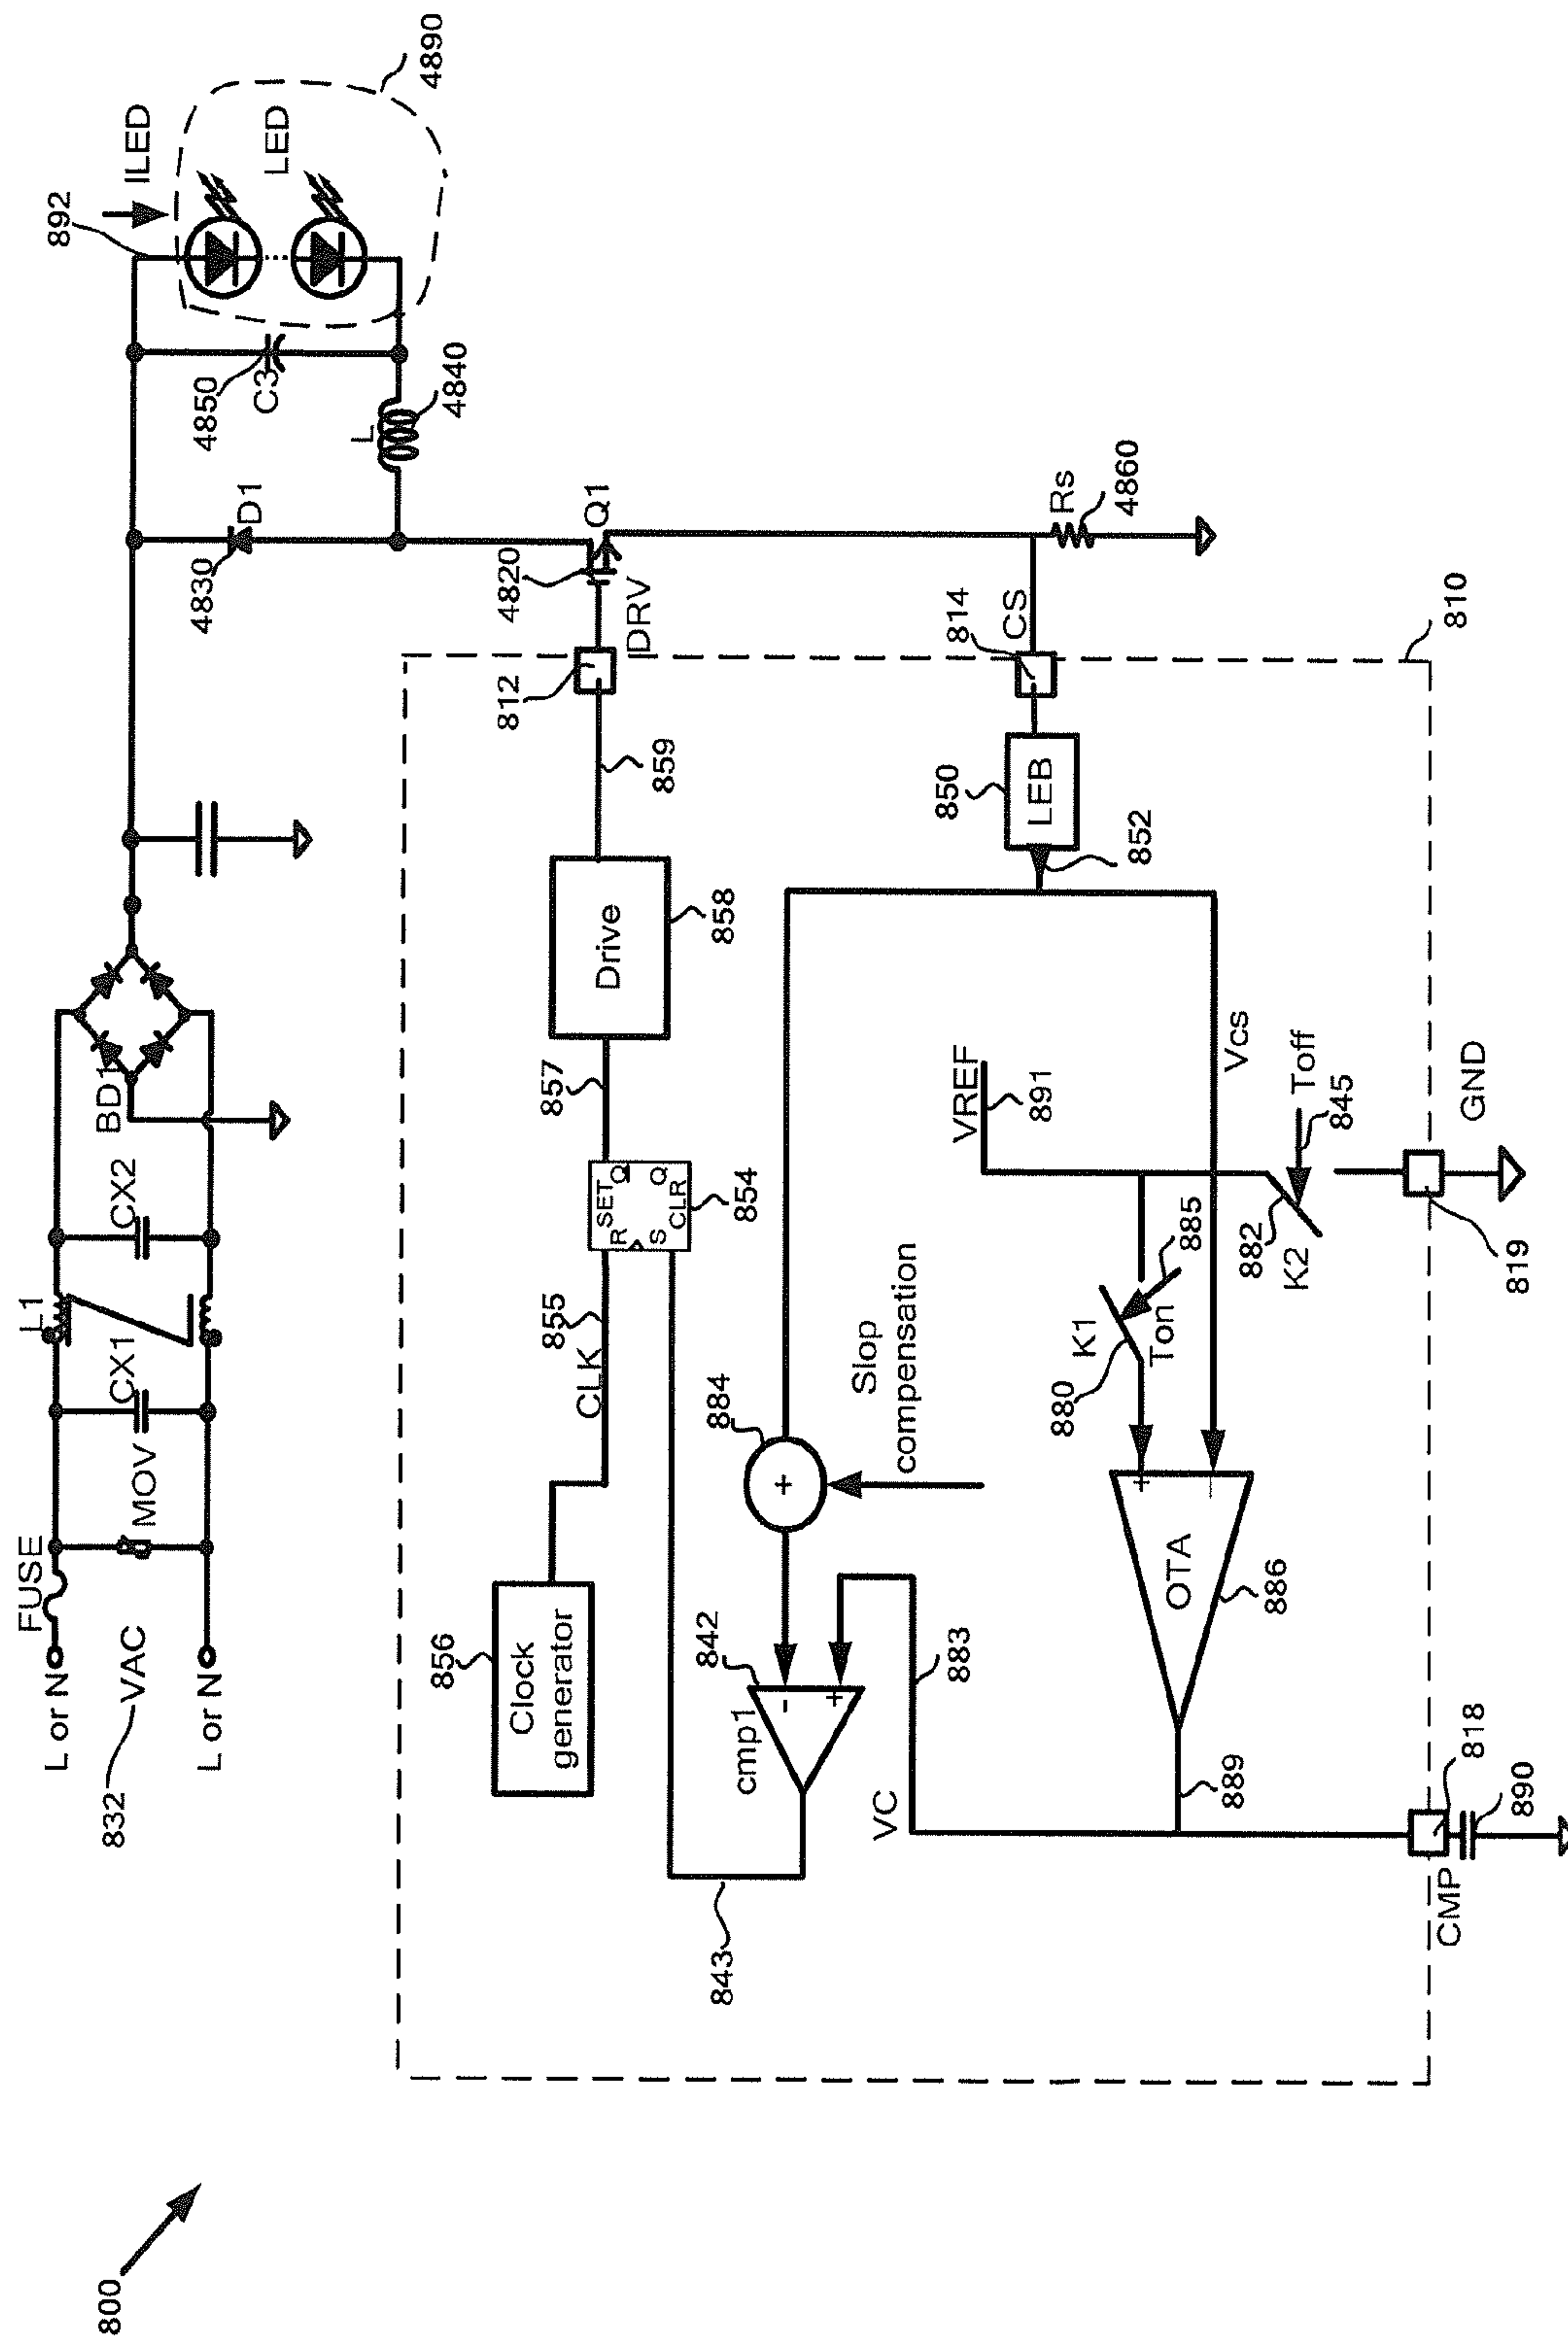 800
L or N
832
VAC
L or N
FUSE
MOV
CX1
L1
CX2
BD1
4830
D1
4850
C3
L
4840
892
ILED
LED
4890
856
Clock
generator
CLK
855
R
SET
Q
S
CLR
Q
854
857
Drive
858
859
812
DRV
4820
Q1
843
cmp1
842
-
+
884
+
Slop
compensation
VC
883
850
LEB
852
814
CS
Rs
4860
810
OTA
+
-
886
889
880
K1
Ton
885
VREF
891
Vcs
882
K2
Toff
845
GND
819
CMP
818
890